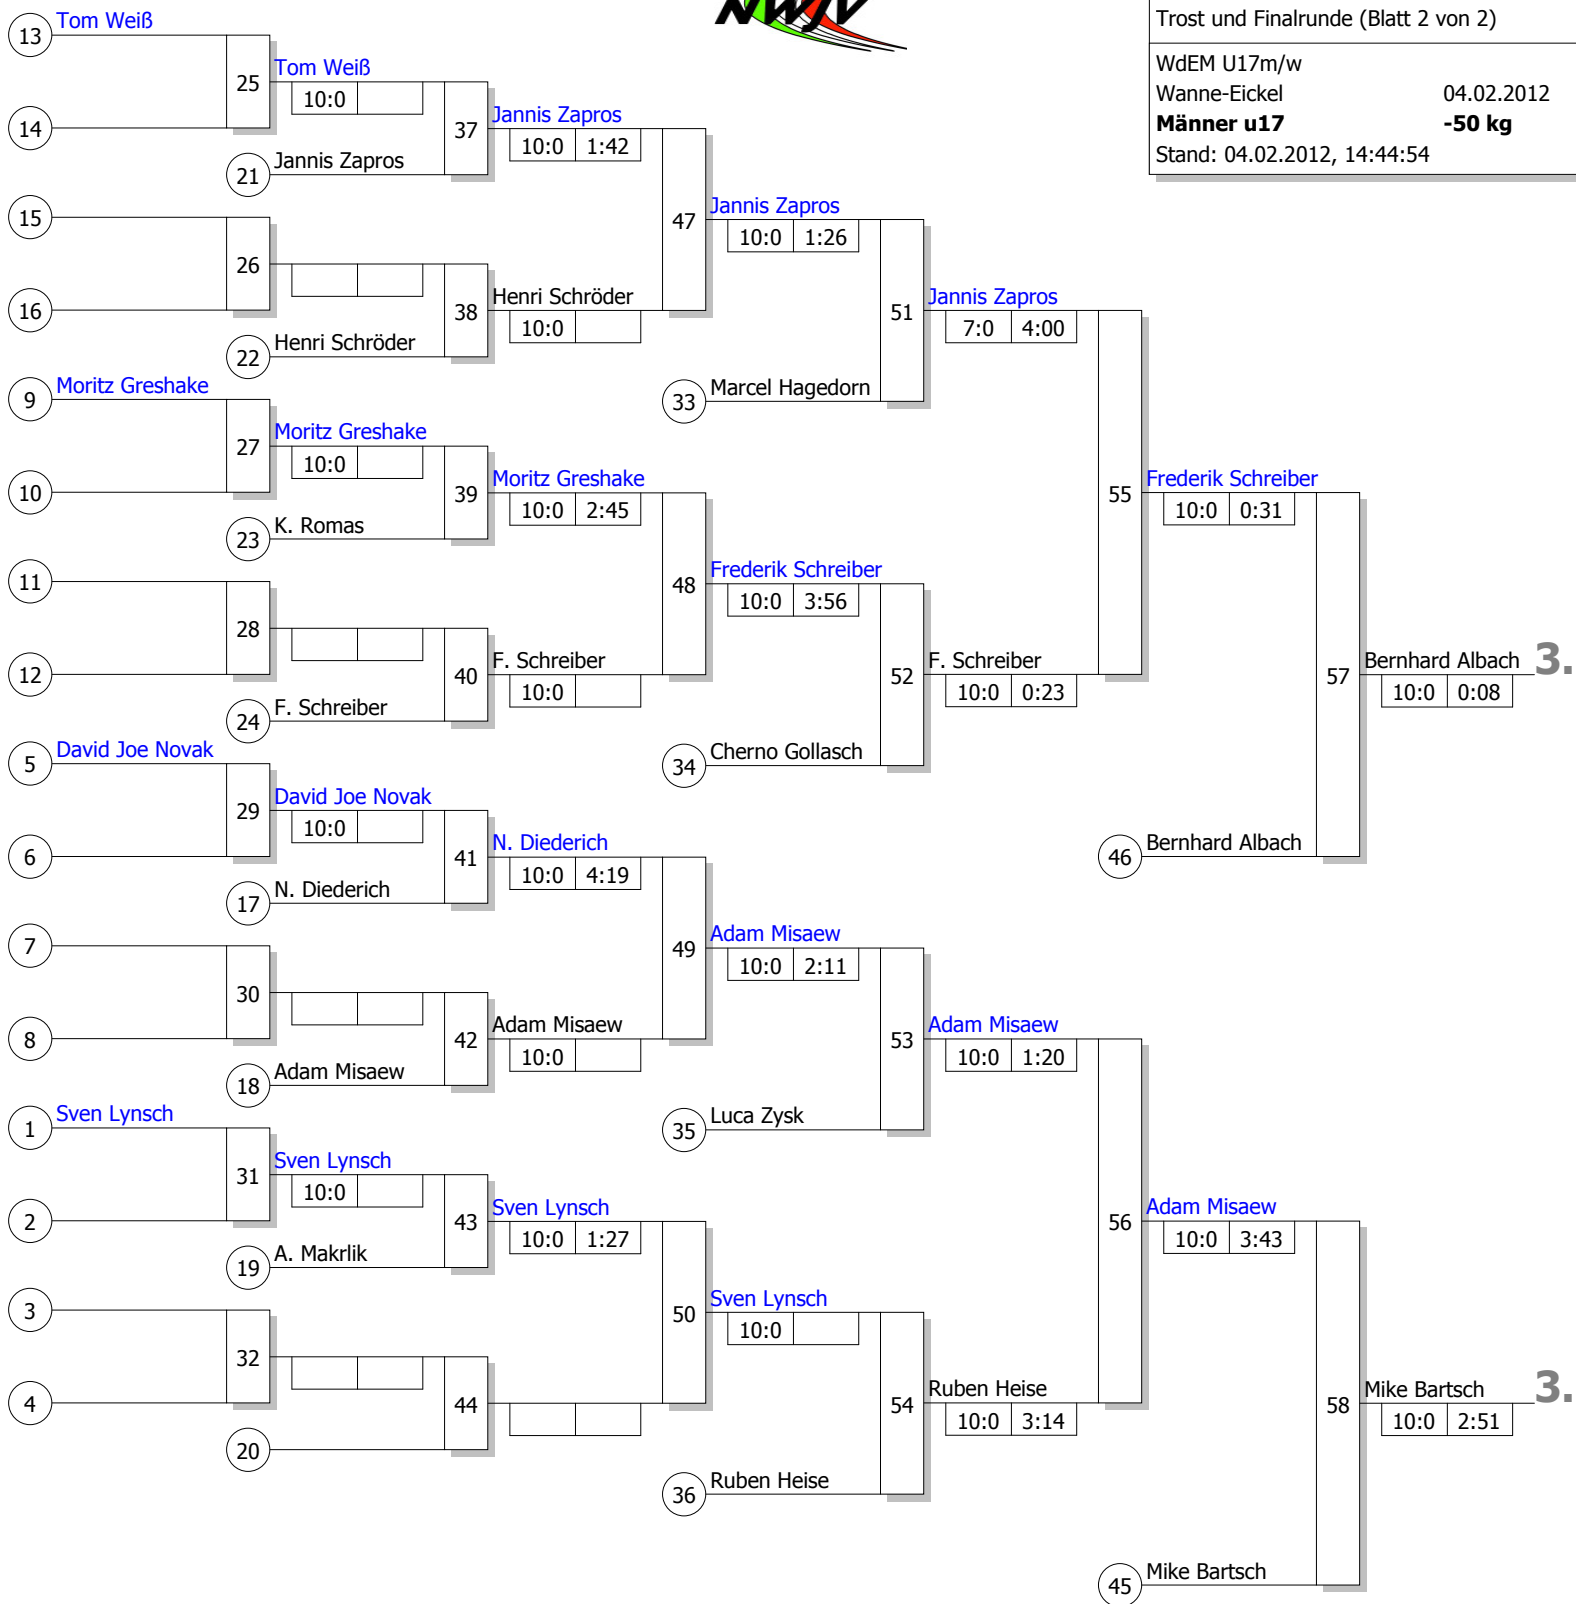 NWJV
Trost und Finalrunde (Blatt 2 von 2)
WdEM U17m/w
Wanne-Eickel 04.02.2012
Männer u17 -50 kg
Stand: 04.02.2012, 14:44:54
13 Tom Weiß
25 Tom Weiß
10:0
14
37 Jannis Zapros
10:0 1:42
21 Jannis Zapros
15
47 Jannis Zapros
10:0 1:26
26
16
38 Henri Schröder
10:0
22 Henri Schröder
51 Jannis Zapros
7:0 4:00
33 Marcel Hagedorn
9 Moritz Greshake
27 Moritz Greshake
10:0
10
39 Moritz Greshake
10:0 2:45
23 K. Romas
55 Frederik Schreiber
10:0 0:31
11
48 Frederik Schreiber
10:0 3:56
28
12
40 F. Schreiber
10:0
24 F. Schreiber
52 F. Schreiber
10:0 0:23
34 Cherno Gollasch
57 Bernhard Albach 3.
10:0 0:08
5 David Joe Novak
29 David Joe Novak
10:0
6
41 N. Diederich
10:0 4:19
46 Bernhard Albach
17 N. Diederich
7
49 Adam Misaew
10:0 2:11
30
8
42 Adam Misaew
10:0
18 Adam Misaew
53 Adam Misaew
10:0 1:20
35 Luca Zysk
1 Sven Lynsch
31 Sven Lynsch
10:0
2
43 Sven Lynsch
10:0 1:27
56 Adam Misaew
10:0 3:43
19 A. Makrlik
3
50 Sven Lynsch
10:0
32
4
44
20
54 Ruben Heise
10:0 3:14
58 Mike Bartsch 3.
10:0 2:51
36 Ruben Heise
45 Mike Bartsch